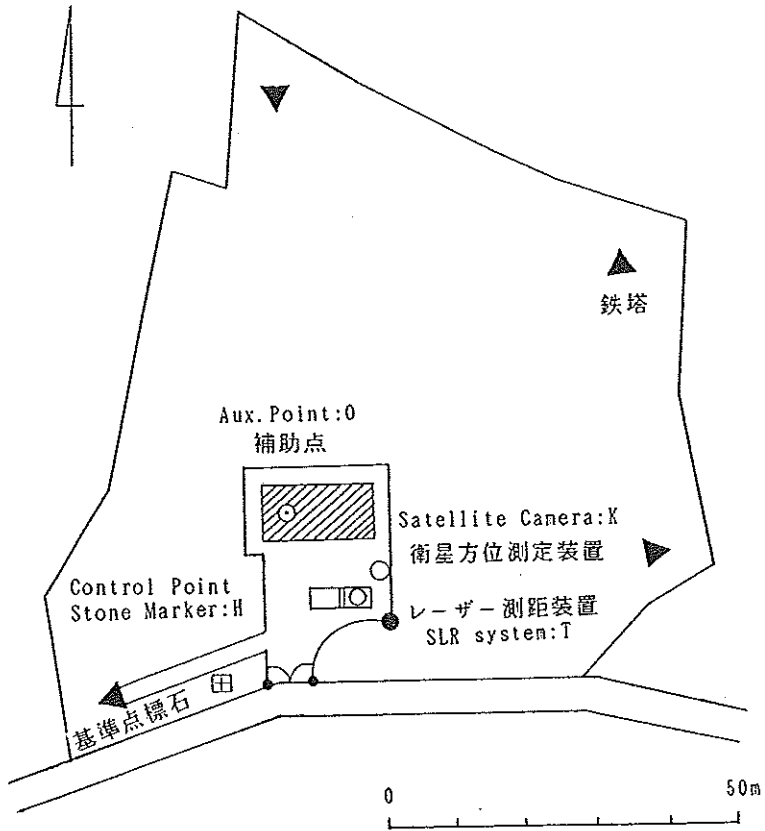 鉄塔
Aux.Point:O
補助点
Satellite Camera:K
衛星方位測定装置
Control Point
Stone Marker:H
レーザー測距装置
SLR system:T
基準点標石
0
50m